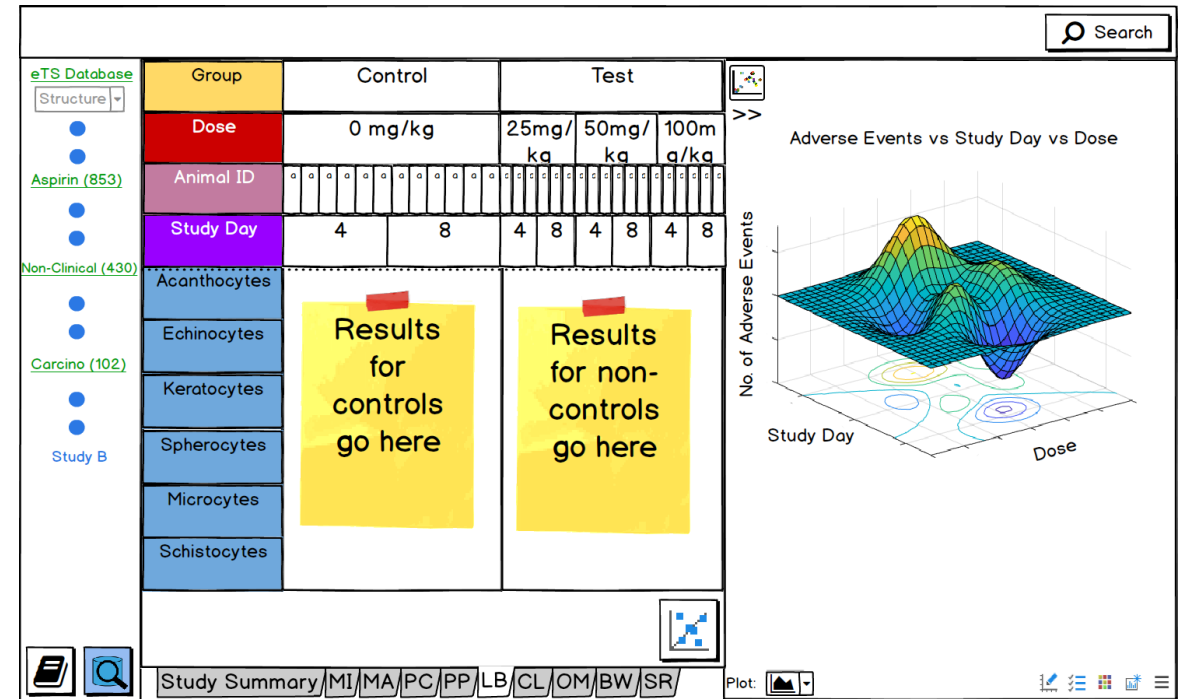 Search
eTS Database
Structure
Aspirin (853)
Non-Clinical (430)
Carcino (102)
Study B
Group
Control
Test
Dose
0 mg/kg
25mg/
kg
50mg/
kg
100m
g/kg
Animal ID
Study Day
4
8
4
8
4
8
4
8
Acanthocytes
Echinocytes
Keratocytes
Spherocytes
Microcytes
Schistocytes
Results
for
controls
go here
Results
for non-
controls
go here
Study Summary
MI
MA
PC
PP
LB
CL
OM
BW
SR
>>
Adverse Events vs Study Day vs Dose
No. of Adverse Events
Study Day
Dose
Plot: